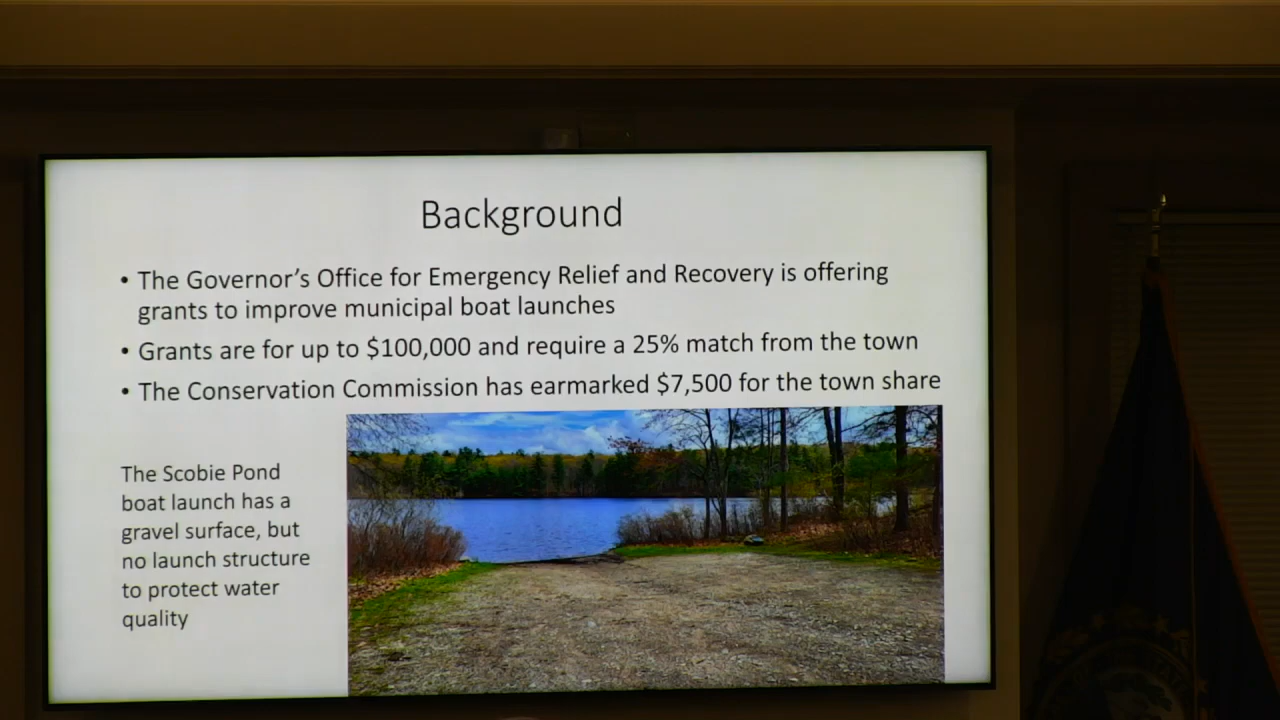 Background
• The Governor's Office for Emergency Relief and Recovery is offering
grants to improve municipal boat launches
• Grants are for up to $100,000 and require a 25% match from the town
• The Conservation Commission has earmarked $7,500 for the town share
The Scobie Pond
boat launch has a
gravel surface, but
no launch structure
to protect water
quality